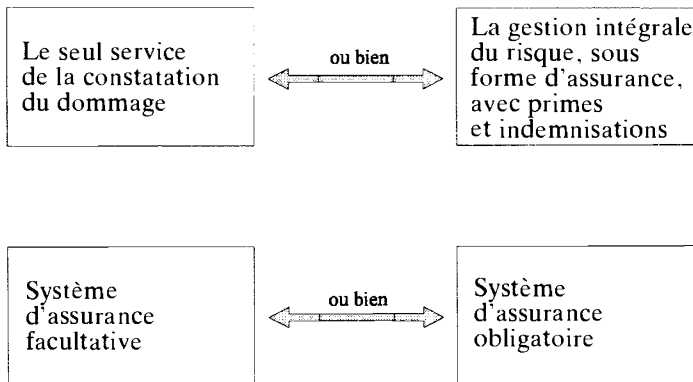 Le seul service
de la constatation
du dommage
ou bien
La gestion intégrale
du risque, sous
forme d'assurance,
avec primes
et indemnisations
Système
d'assurance
facultative
ou bien
Système
d'assurance
obligatoire